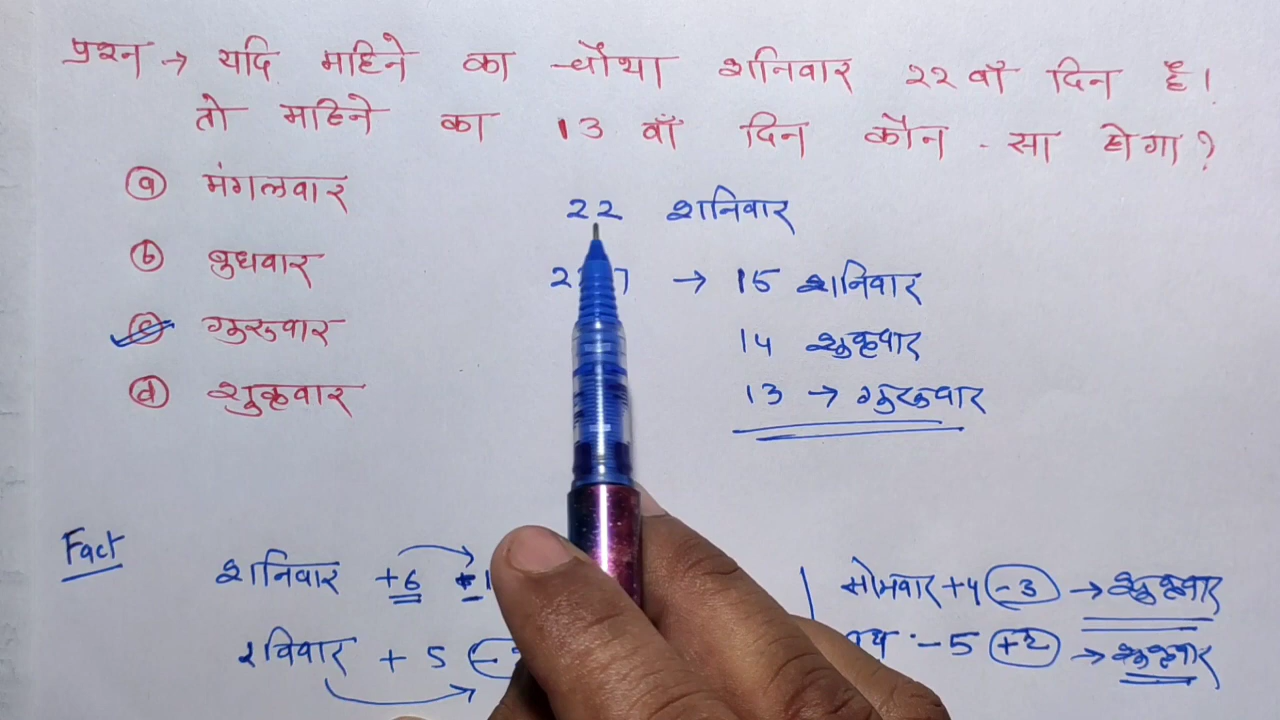 प्रश्न → यदि महिने का चौथा शनिवार २२ वाँ दिन है।
तो महिने का 13 वाँ दिन कौन - सा होगा?
(a) मंगलवार
(b) बुधवार
(c) गुरुवार
(d) शुक्रवार
22 शनिवार
→ 15 शनिवार
14 शुक्रवार
13 → गुरुवार
Fact
शनिवार +6
रविवार + 5
सोमवार +4 (-3) → शुक्रवार
- 5 (+2) → शुक्रवार